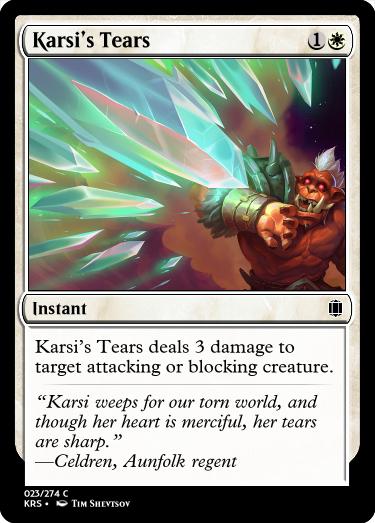 Karsi's Tears 1
Instant
Karsi's Tears deals 3 damage to
target attacking or blocking creature.
“Karsi weeps for our torn world, and
though her heart is merciful, her tears
are sharp.”
—Celdren, Aunfolk regent
023/274 C
KRS • Tim Shevtsov